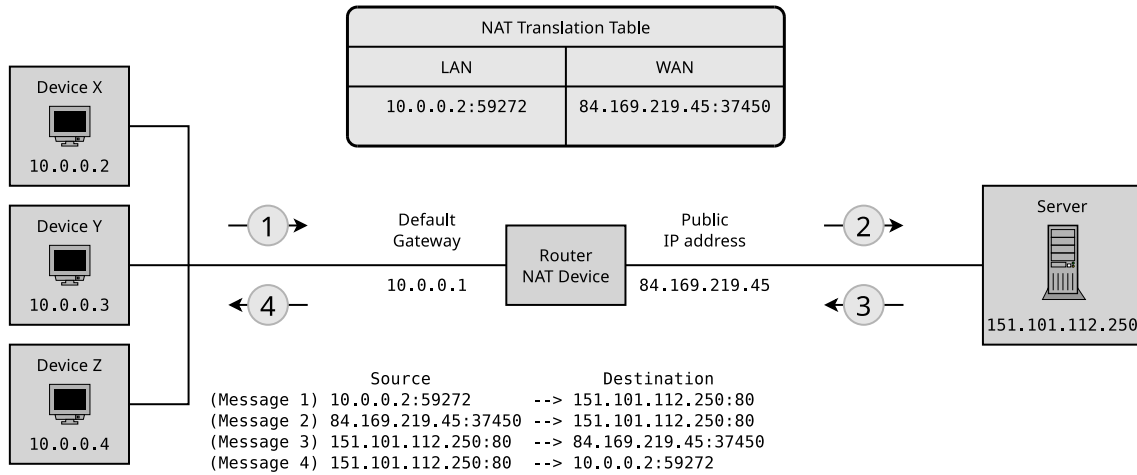 NAT Translation Table
LAN WAN
10.0.0.2:59272 84.169.219.45:37450
Device X
10.0.0.2
Device Y
10.0.0.3
Device Z
10.0.0.4
1
4
Default
Gateway
10.0.0.1
Router
NAT Device
Public
IP address
84.169.219.45
2
3
Server
151.101.112.250
Source Destination
(Message 1) 10.0.0.2:59272 --> 151.101.112.250:80
(Message 2) 84.169.219.45:37450 --> 151.101.112.250:80
(Message 3) 151.101.112.250:80 --> 84.169.219.45:37450
(Message 4) 151.101.112.250:80 --> 10.0.0.2:59272